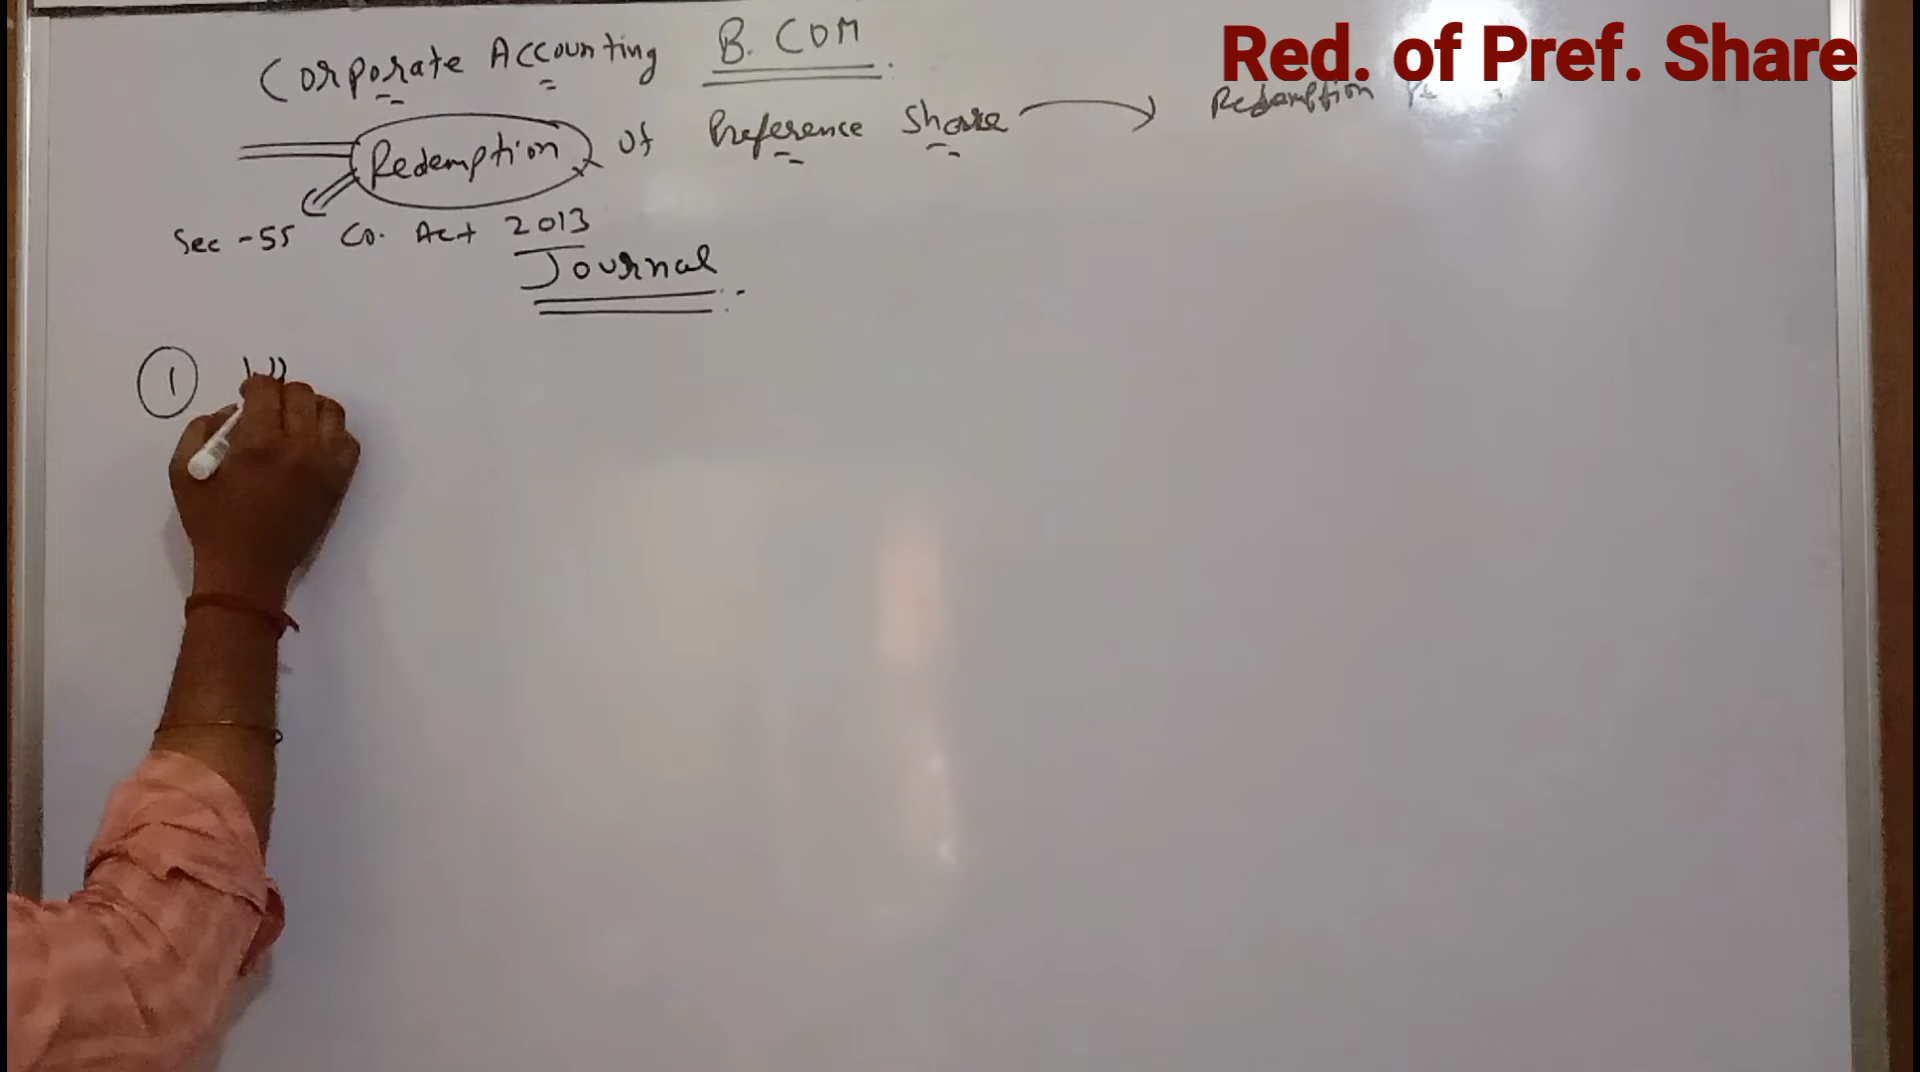 Corporate Accounting B. COM
Red. of Pref. Share
Redemption of Preference Share → Redemption
Sec-55 Co. Act 2013
Journal
①